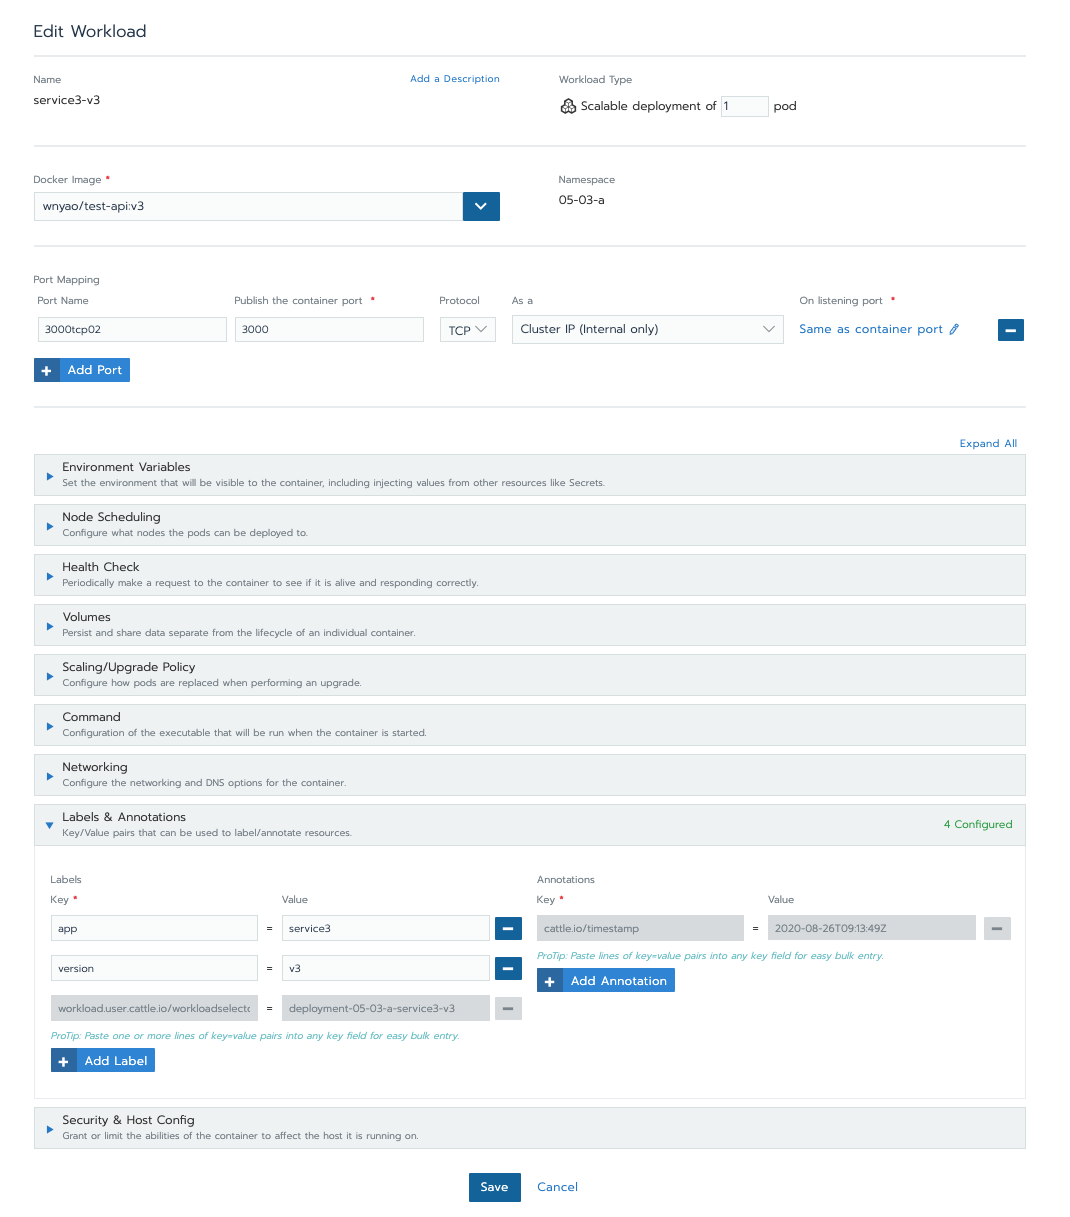 Edit Workload
Name
Add a Description
Workload Type
service3-v3
Scalable deployment of 1 pod
Docker Image *
Namespace
wnyao/test-api:v3
05-03-a
Port Mapping
Port Name
Publish the container port *
Protocol
As a
On listening port *
3000tcp02
3000
TCP
Cluster IP (Internal only)
Same as container port
Add Port
Expand All
Environment Variables
Set the environment that will be visible to the container, including injecting values from other resources like Secrets.
Node Scheduling
Configure what nodes the pods can be deployed to.
Health Check
Periodically make a request to the container to see if it is alive and responding correctly.
Volumes
Persist and share data separate from the lifecycle of an individual container.
Scaling/Upgrade Policy
Configure how pods are replaced when performing an upgrade.
Command
Configuration of the executable that will be run when the container is started.
Networking
Configure the networking and DNS options for the container.
Labels & Annotations
Key/Value pairs that can be used to label/annotate resources.
4 Configured
Labels
Key *
Value
app = service3
version = v3
workload.user.cattle.io/workloadselecto = deployment-05-03-a-service3-v3
ProTip: Paste one or more lines of key=value pairs into any key field for easy bulk entry.
Add Label
Annotations
Key *
Value
cattle.io/timestamp = 2020-08-26T09:13:49Z
ProTip: Paste lines of key=value pairs into any key field for easy bulk entry.
Add Annotation
Security & Host Config
Grant or limit the abilities of the container to affect the host it is running on.
Save
Cancel